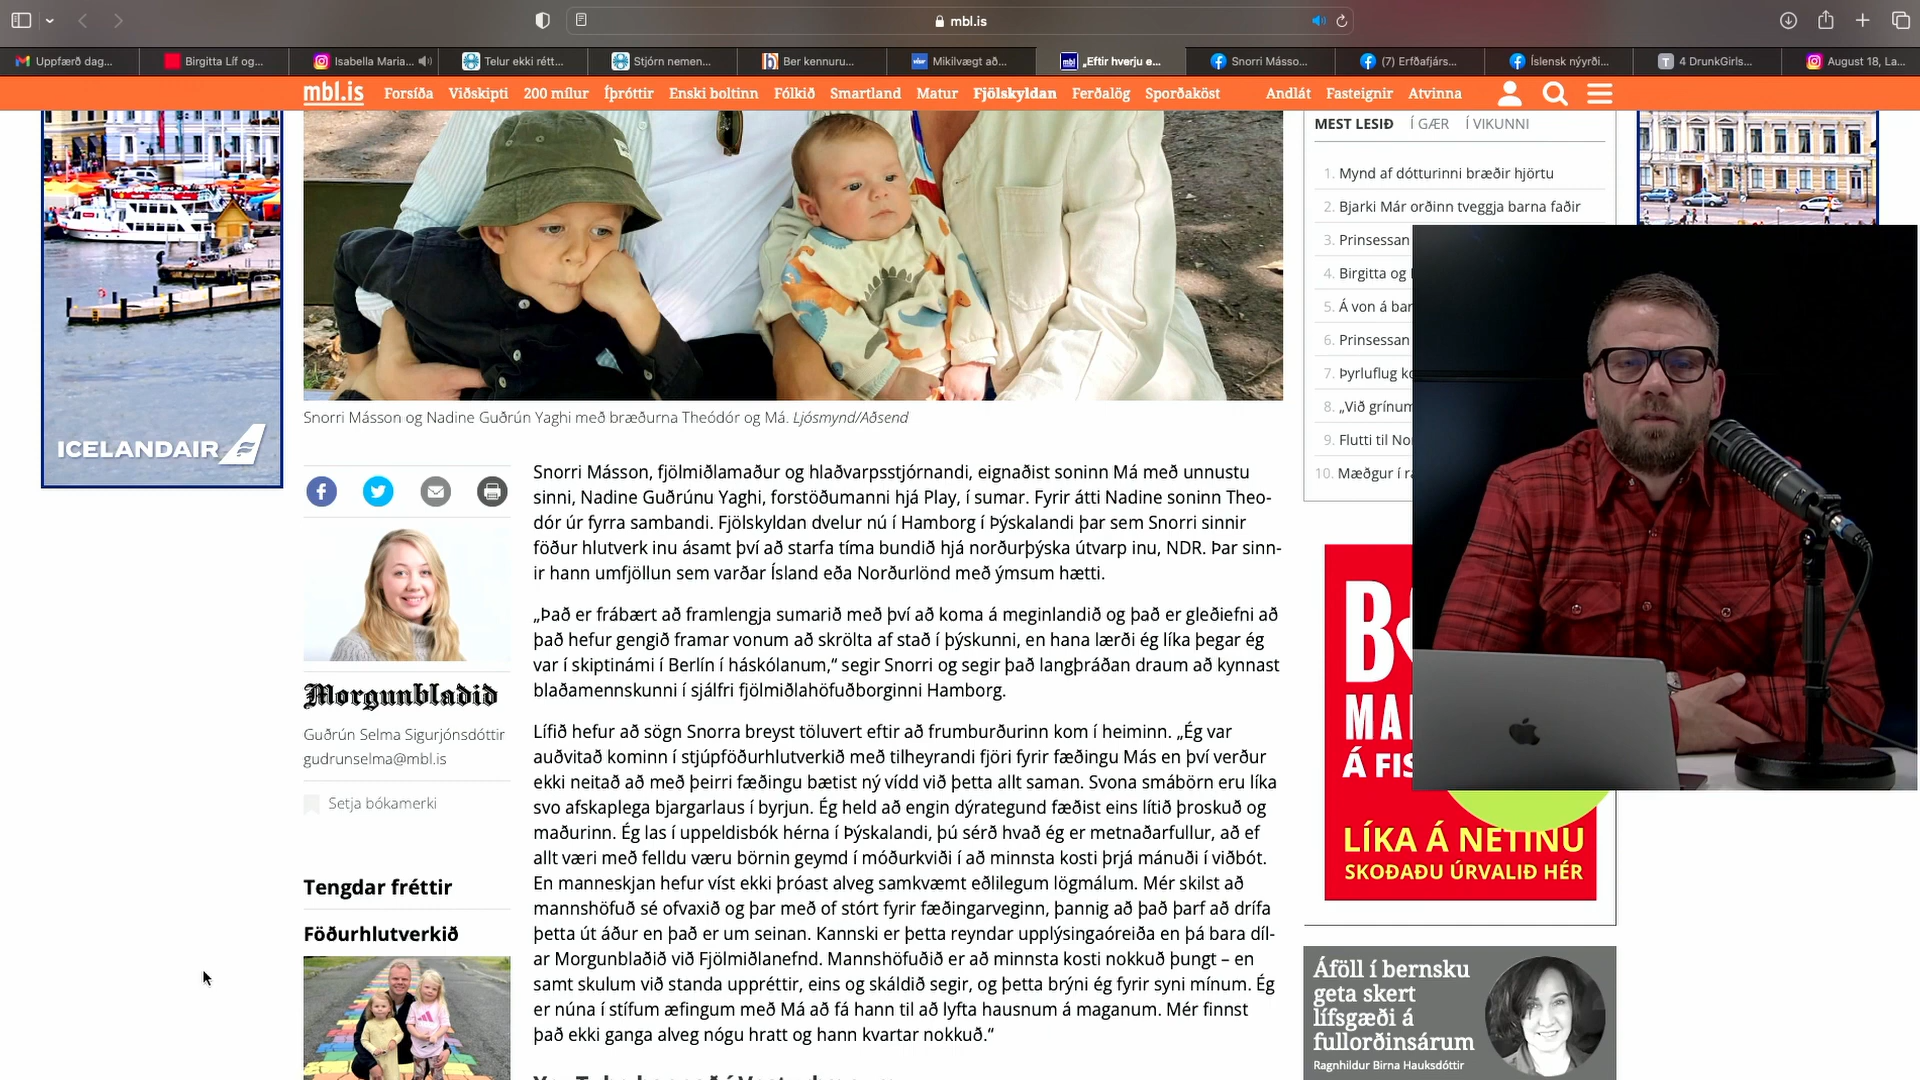 mbl.is
Uppfærð dag...
Birgitta Líf og...
Isabella Maria...
Telur ekki rétt...
Stjórn nemen...
Ber kennuru...
Mikilvægt að...
„Eftir hverju e...
Snorri Másso...
(7) Erfðafjárs...
Íslensk nýyrði...
4 DrunkGirls...
August 18, La...
mbl.is Forsíða Viðskipti 200 mílur Íþróttir Enski boltinn Fólkið Smartland Matur Fjölskyldan Ferðalög Sporðaköst Andlát Fasteignir Atvinna
ICELANDAIR
Snorri Másson og Nadine Guðrún Yaghi með bræðurna Theódór og Má. Ljósmynd/Aðsend
Morgunblaðið
Guðrún Selma Sigurjónsdóttir
gudrunselma@mbl.is
Setja bókamerki
Tengdar fréttir
Föðurhlutverkið
Snorri Másson, fjölmiðlamaður og hlaðvarpsstjórnandi, eignaðist soninn Má með unnustu
sinni, Nadine Guðrúnu Yaghi, forstöðumanni hjá Play, í sumar. Fyrir átti Nadine soninn Theo-
dór úr fyrra sambandi. Fjölskyldan dvelur nú í Hamborg í Þýskalandi þar sem Snorri sinnir
föður hlutverk inu ásamt því að starfa tíma bundið hjá norðurþýska útvarp inu, NDR. Þar sinn-
ir hann umfjöllun sem varðar Ísland eða Norðurlönd með ýmsum hætti.
„Það er frábært að framlengja sumarið með því að koma á meginlandið og það er gleðiefni að
það hefur gengið framar vonum að skrölta af stað í þýskunni, en hana lærði ég líka þegar ég
var í skiptinámi í Berlín í háskólanum,“ segir Snorri og segir það langþráðan draum að kynnast
blaðamennskunni í sjálfri fjölmiðlahöfuðborginni Hamborg.
Lífið hefur að sögn Snorra breyst töluvert eftir að frumburðurinn kom í heiminn. „Ég var
auðvitað kominn í stjúpföðurhlutverkið með tilheyrandi fjöri fyrir fæðingu Más en því verður
ekki neitað að með þeirri fæðingu bætist ný vídd við þetta allt saman. Svona smábörn eru líka
svo afskaplega bjargarlaus í byrjun. Ég held að engin dýrategund fæðist eins lítið þroskuð og
maðurinn. Ég las í uppeldisbók hérna í Þýskalandi, þú sérð hvað ég er metnaðarfullur, að ef
allt væri með felldu væru börnin geymd í móðurkviði í að minnsta kosti þrjá mánuði í viðbót.
En manneskjan hefur víst ekki þróast alveg samkvæmt eðlilegum lögmálum. Mér skilst að
mannshöfuð sé ofvaxið og þar með of stórt fyrir fæðingarveginn, þannig að það þarf að drífa
þetta út áður en það er um seinan. Kannski er þetta reyndar upplýsingaóreiða en þá bara díl-
ar Morgunblaðið við Fjölmiðlanefnd. Mannshöfuðið er að minnsta kosti nokkuð þungt – en
samt skulum við standa uppréttir, eins og skáldið segir, og þetta brýni ég fyrir syni mínum. Ég
er núna í stífum æfingum með Má að fá hann til að lyfta hausnum á maganum. Mér finnst
það ekki ganga alveg nógu hratt og hann kvartar nokkuð.“
MEST LESIÐ Í GÆR Í VIKUNNI
1. Mynd af dótturinni bræðir hjörtu
2. Bjarki Már orðinn tveggja barna faðir
3. Prinsessan
4. Birgitta og
5. Á von á bar
6. Prinsessan
7. Þyrluflug ko
8. „Við grínum
9. Flutti til No
10. Mæðgur í r
B
MA
Á FIS
LÍKA Á NETINU
SKOÐAÐU ÚRVALIÐ HÉR
Áföll í bernsku
geta skert
lífsgæði á
fullorðinsárum
Ragnhildur Birna Hauksdóttir